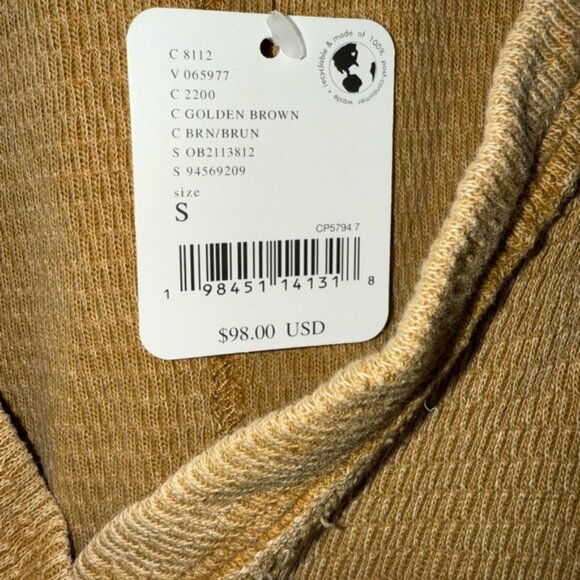 C 8112
V 065977
C 2200
C GOLDEN BROWN
C BRN/BRUN
S OB2113812
S 94569209
size
S
recyclable & made of 100% post-consumer waste •
CP5794 7
1 98451 14131 8
$98.00 USD